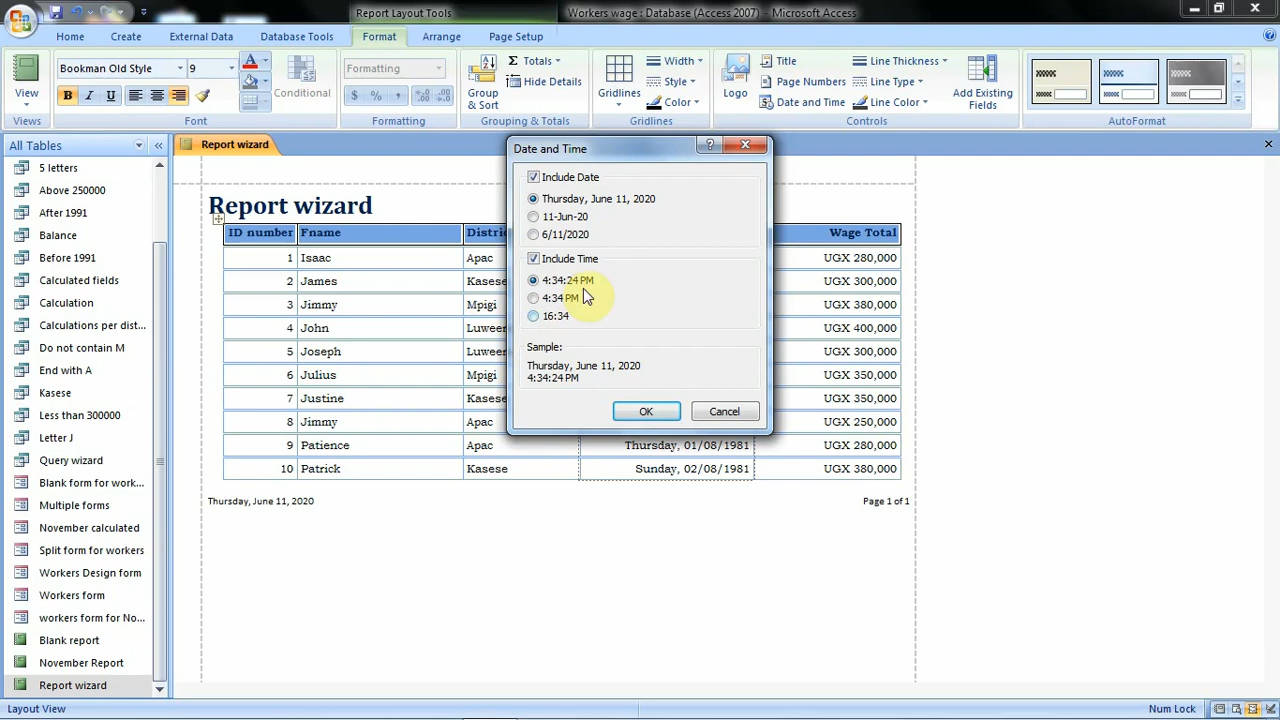 Report Layout Tools
Workers wage : Database (Access 2007) - Microsoft Access
Home
Create
External Data
Database Tools
Format
Arrange
Page Setup
View
Views
Bookman Old Style
9
A
B I U
Font
Conditional
Formatting
$ % ,
Formatting
Group & Sort
Σ Totals
Hide Details
Grouping & Totals
Gridlines
Width
Style
Color
Gridlines
Logo
Title
Page Numbers
Date and Time
Line Thickness
Line Type
Line Color
Add Existing Fields
Controls
AutoFormat
All Tables
5 letters
Above 250000
After 1991
Balance
Before 1991
Calculated fields
Calculation
Calculations per dist...
Do not contain M
End with A
Kasese
Less than 300000
Letter J
Query wizard
Blank form for work...
Multiple forms
November calculated
Split form for workers
Workers Design form
Workers form
workers form for No...
Blank report
November Report
Report wizard
Report wizard
Report wizard
ID number Fname Distric Wage Total
1 Isaac Apac UGX 280,000
2 James Kasese UGX 300,000
3 Jimmy Mpigi UGX 380,000
4 John Luweer UGX 400,000
5 Joseph Luweer UGX 300,000
6 Julius Mpigi UGX 350,000
7 Justine Kasese UGX 350,000
8 Jimmy Apac UGX 250,000
9 Patience Apac Thursday, 01/08/1981 UGX 280,000
10 Patrick Kasese Sunday, 02/08/1981 UGX 380,000
Thursday, June 11, 2020 Page 1 of 1
Date and Time
Include Date
Thursday, June 11, 2020
11-Jun-20
6/11/2020
Include Time
4:34:24 PM
4:34 PM
16:34
Sample:
Thursday, June 11, 2020
4:34:24 PM
OK Cancel
Layout View
Num Lock